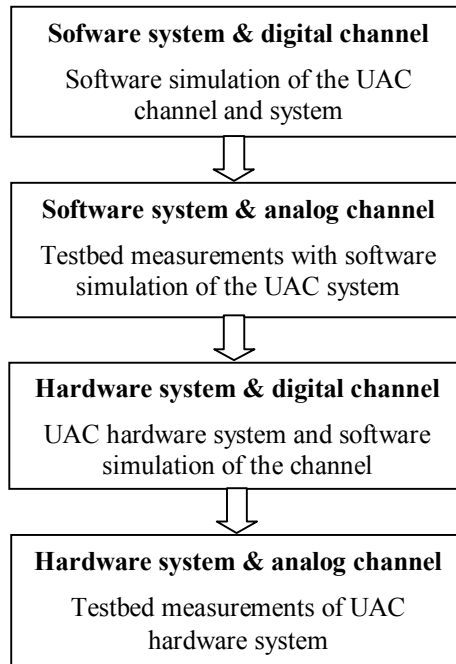 Sofware system & digital channel
Software simulation of the UAC
channel and system
Software system & analog channel
Testbed measurements with software
simulation of the UAC system
Hardware system & digital channel
UAC hardware system and software
simulation of the channel
Hardware system & analog channel
Testbed measurements of UAC
hardware system